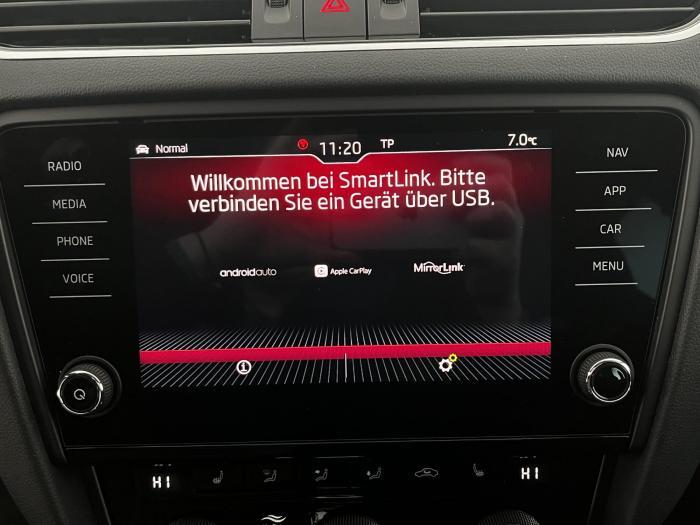 Normal 11:20 TP 7.0°C
RADIO
MEDIA
PHONE
VOICE
NAV
APP
CAR
MENU
Willkommen bei SmartLink. Bitte
verbinden Sie ein Gerät über USB.
androidauto Apple CarPlay MirrorLink
HI HI